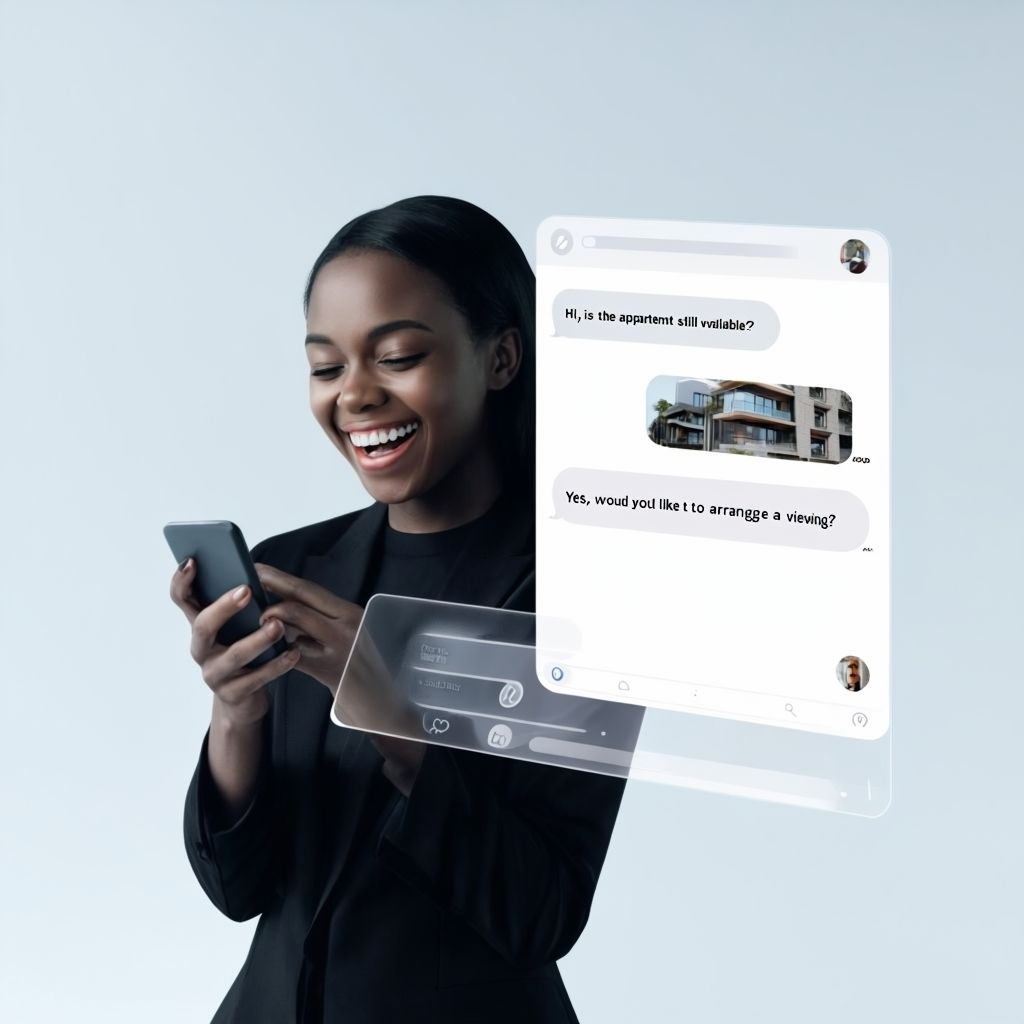 HI, is the appartemt still vvailable?
Yes, woud you like t to arrangge a viewing?